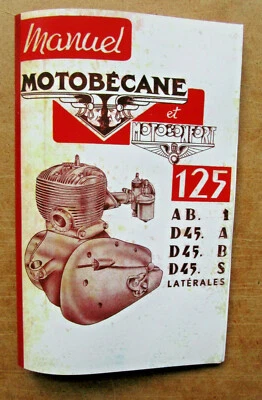 Manuel
MOTOBÉCANE
et
MOTOCONFORT
125
AB. 1
D45. A
D45. B
D45. S
LATÉRALES